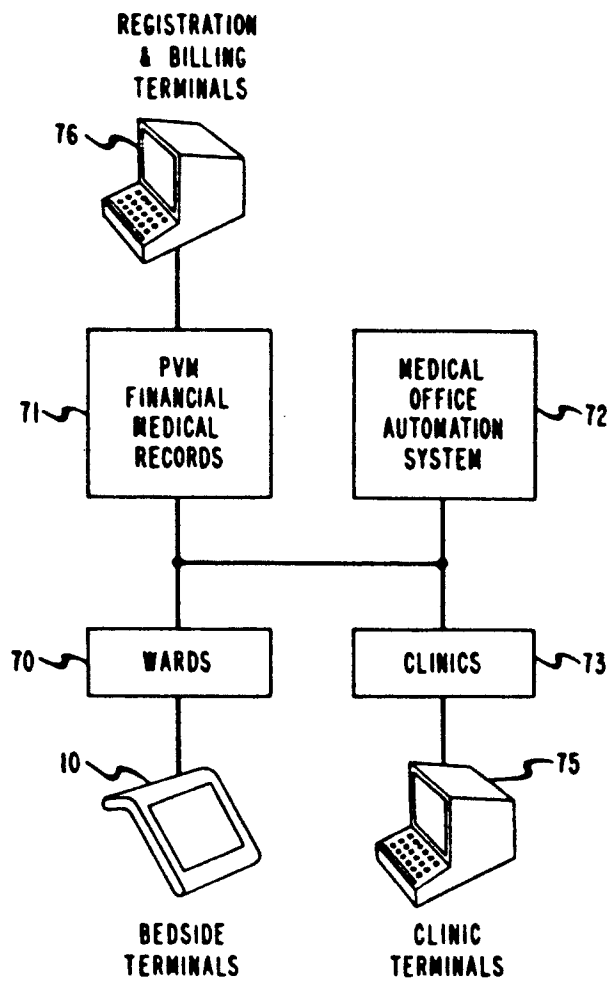 REGISTRATION
& BILLING
TERMINALS
76
71
PVM
FINANCIAL
MEDICAL
RECORDS
MEDICAL
OFFICE
AUTOMATION
SYSTEM
72
70
WARDS
CLINICS
73
10
75
BEDSIDE
TERMINALS
CLINIC
TERMINALS